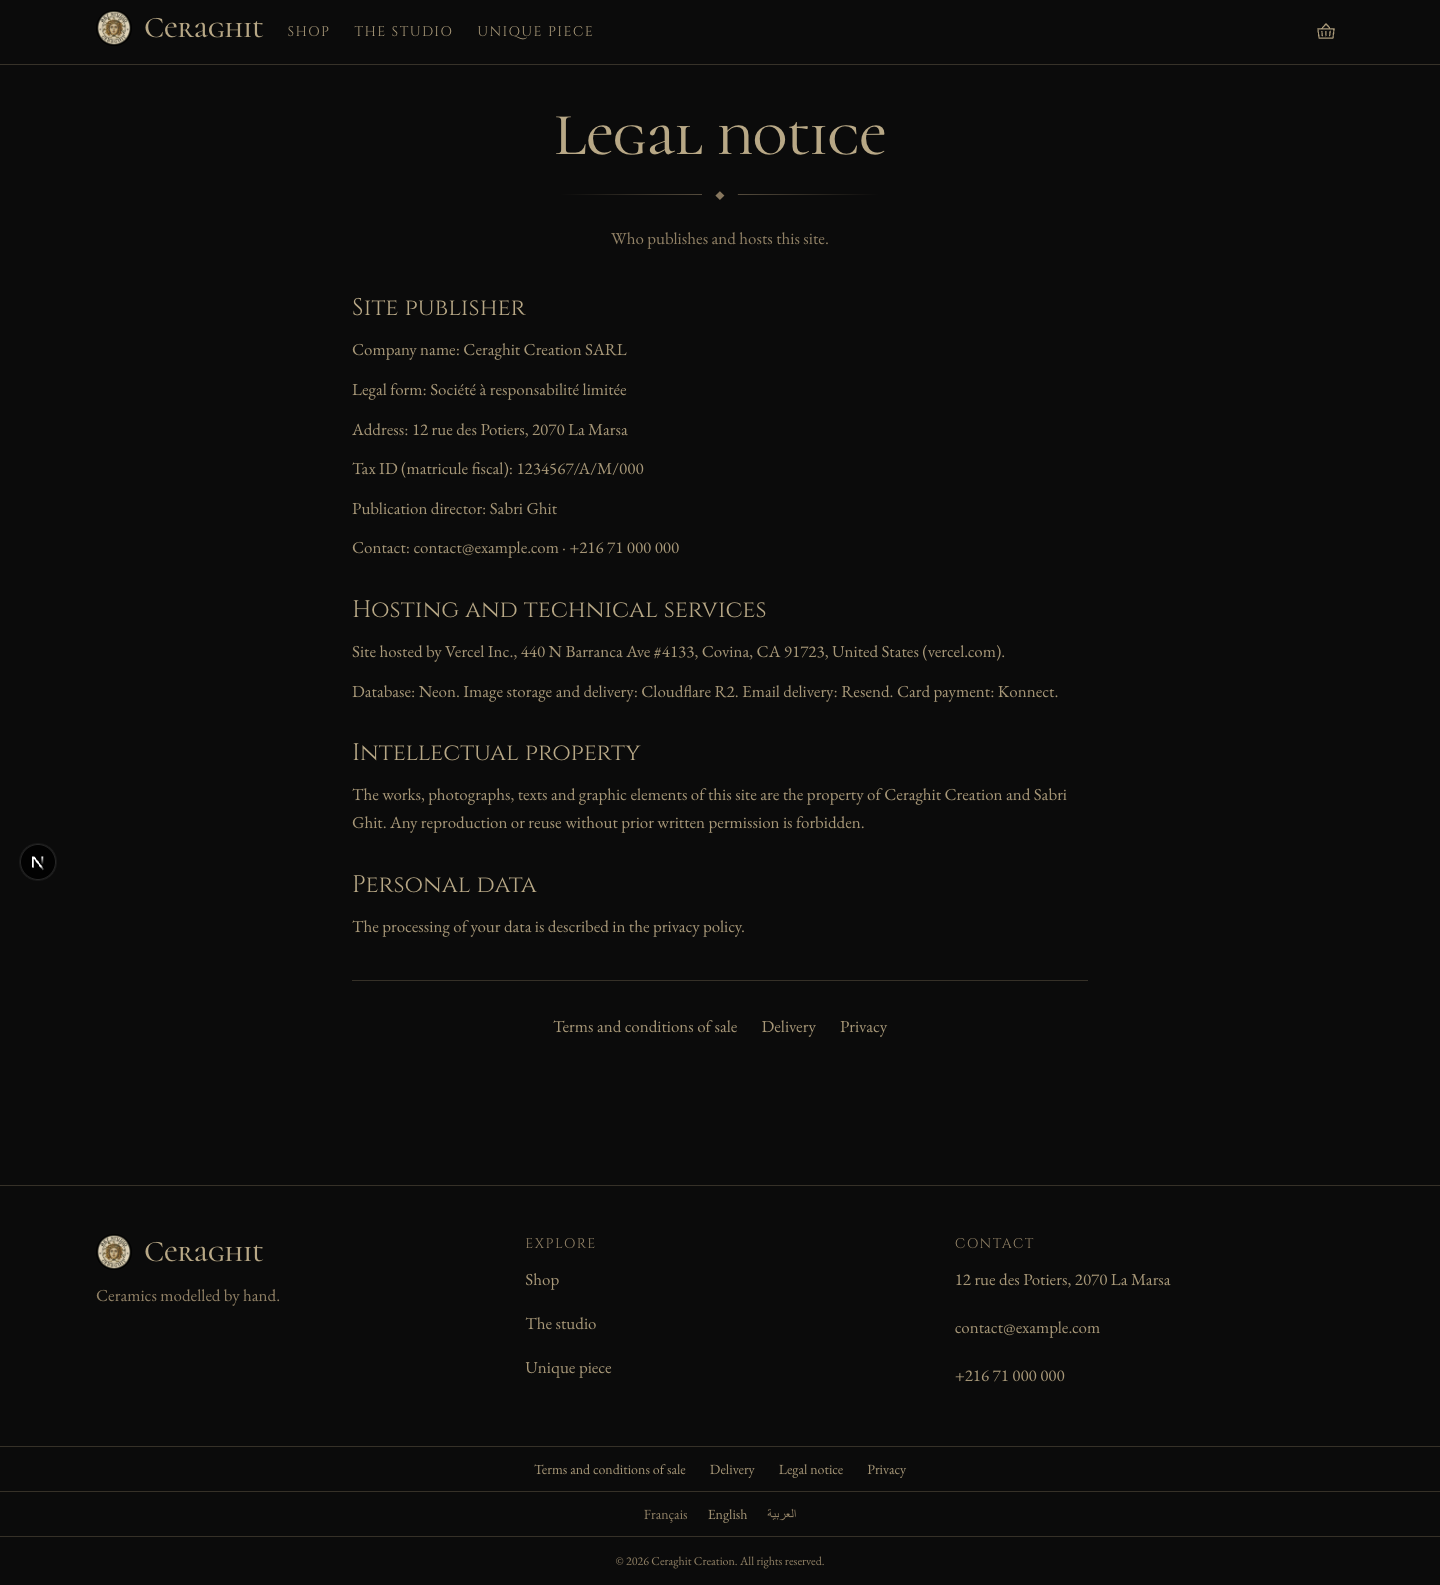 Ceraghit
SHOP
THE STUDIO
UNIQUE PIECE
Legal notice
Who publishes and hosts this site.
Site publisher
Company name: Ceraghit Creation SARL
Legal form: Société à responsabilité limitée
Address: 12 rue des Potiers, 2070 La Marsa
Tax ID (matricule fiscal): 1234567/A/M/000
Publication director: Sabri Ghit
Contact: contact@example.com · +216 71 000 000
Hosting and technical services
Site hosted by Vercel Inc., 440 N Barranca Ave #4133, Covina, CA 91723, United States (vercel.com).
Database: Neon. Image storage and delivery: Cloudflare R2. Email delivery: Resend. Card payment: Konnect.
Intellectual property
The works, photographs, texts and graphic elements of this site are the property of Ceraghit Creation and Sabri
Ghit. Any reproduction or reuse without prior written permission is forbidden.
N
Personal data
The processing of your data is described in the privacy policy.
Terms and conditions of sale
Delivery
Privacy
Ceraghit
Ceramics modelled by hand.
EXPLORE
Shop
The studio
Unique piece
CONTACT
12 rue des Potiers, 2070 La Marsa
contact@example.com
+216 71 000 000
Terms and conditions of sale
Delivery
Legal notice
Privacy
Français
English
العربية
© 2026 Ceraghit Creation. All rights reserved.